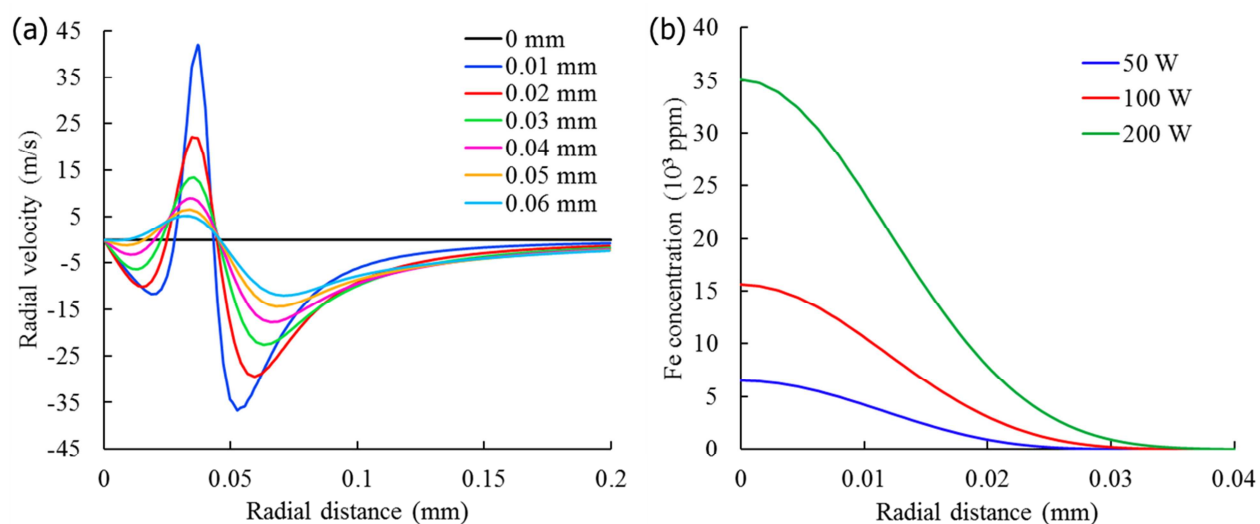 (a)
Radial velocity (m/s)
45
35
25
15
5
-5
-15
-25
-35
-45
0
0.05
0.1
0.15
0.2
Radial distance (mm)
0 mm
0.01 mm
0.02 mm
0.03 mm
0.04 mm
0.05 mm
0.06 mm
(b)
Fe concentration (10³ ppm)
40
35
30
25
20
15
10
5
0
0
0.01
0.02
0.03
0.04
Radial distance (mm)
50 W
100 W
200 W